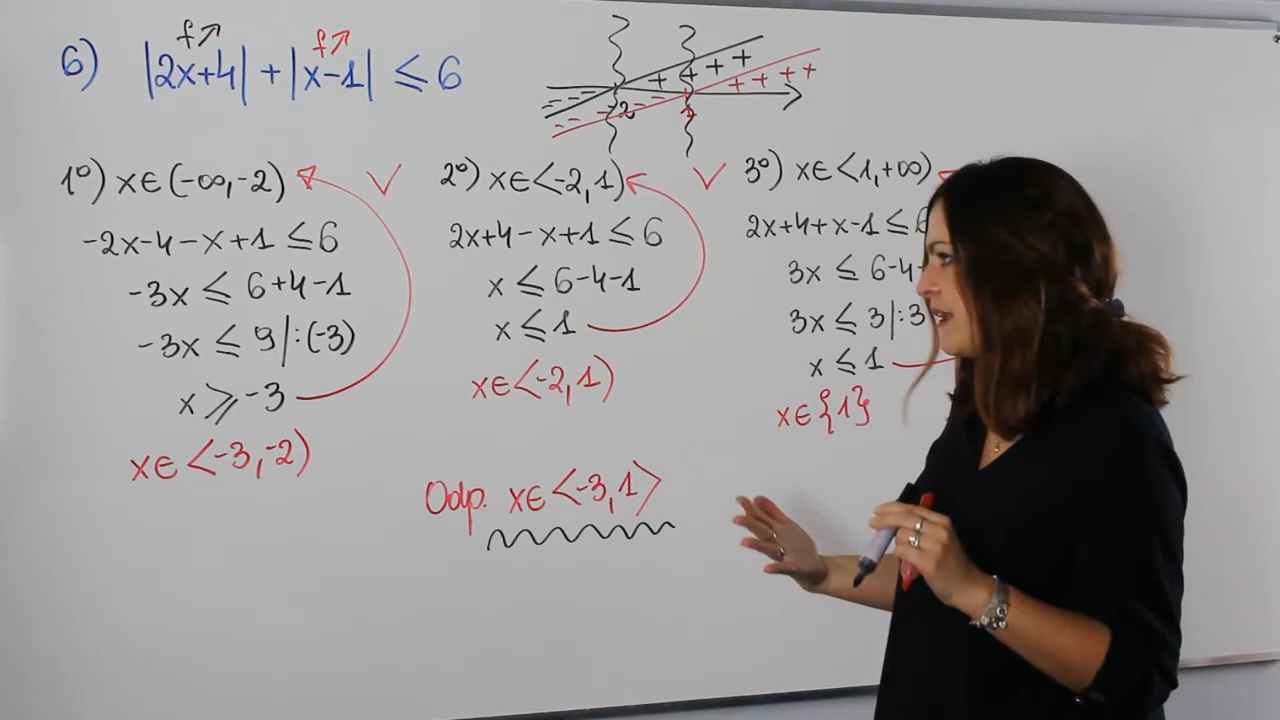 6) |2x+4| + |x-1| ≤ 6
f↗ f↗
- - - - - - + + + + + + + +
-2 1
1°) x∈(-∞,-2) ✓
-2x-4-x+1 ≤ 6
-3x ≤ 6+4-1
-3x ≤ 9|:(-3)
x ≥ -3
x∈<-3,-2)
2°) x∈<-2,1) ✓
2x+4-x+1 ≤ 6
x ≤ 6-4-1
x ≤ 1
x∈<-2,1)
3°) x∈<1,+∞)
2x+4+x-1 ≤ 6
3x ≤ 6-4
3x ≤ 3|:3
x ≤ 1
x∈{1}
Odp. x∈<-3,1>